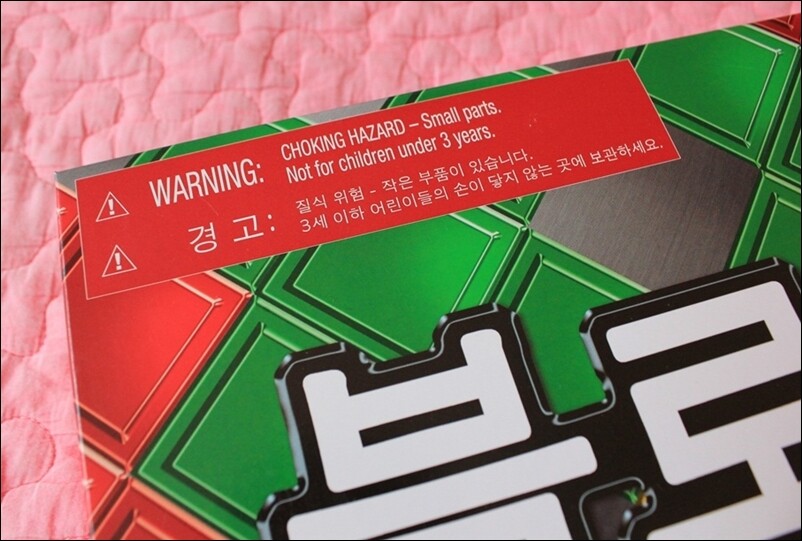 WARNING:
CHOKING HAZARD – Small parts.
Not for children under 3 years.
경 고:
질식 위험 - 작은 부품이 있습니다.
3세 이하 어린이들의 손이 닿지 않는 곳에 보관하세요.